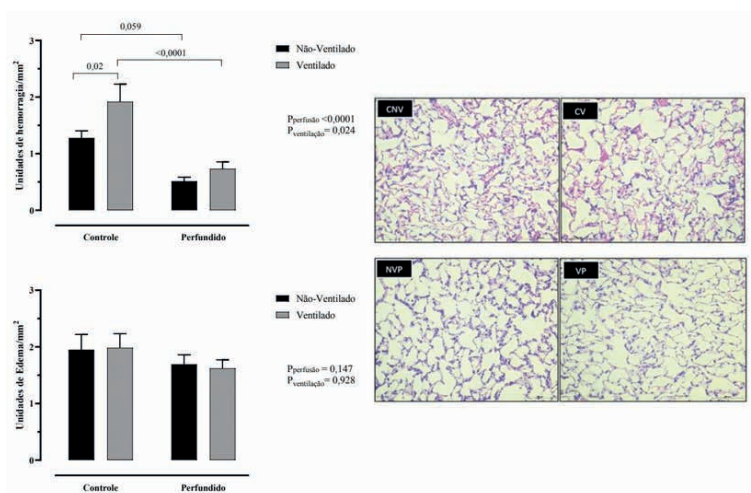 0,059
<0,0001
0,02
Não-Ventilado
Ventilado
Pperfusão <0,0001
Pventilação= 0,024
Unidades de hemorragia/mm²
3
2
1
0
Controle
Perfundido
CNV
CV
NVP
VP
Não-Ventilado
Ventilado
Pperfusão = 0,147
Pventilação= 0,928
Unidades de Edema/mm²
3
2
1
0
Controle
Perfundido